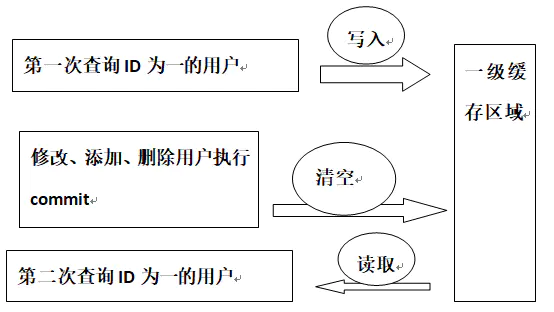 写入
第一次查询 ID 为一的用户
一级缓
存区域
修改、添加、删除用户执行
commit
清空
第二次查询 ID 为一的用户
读取